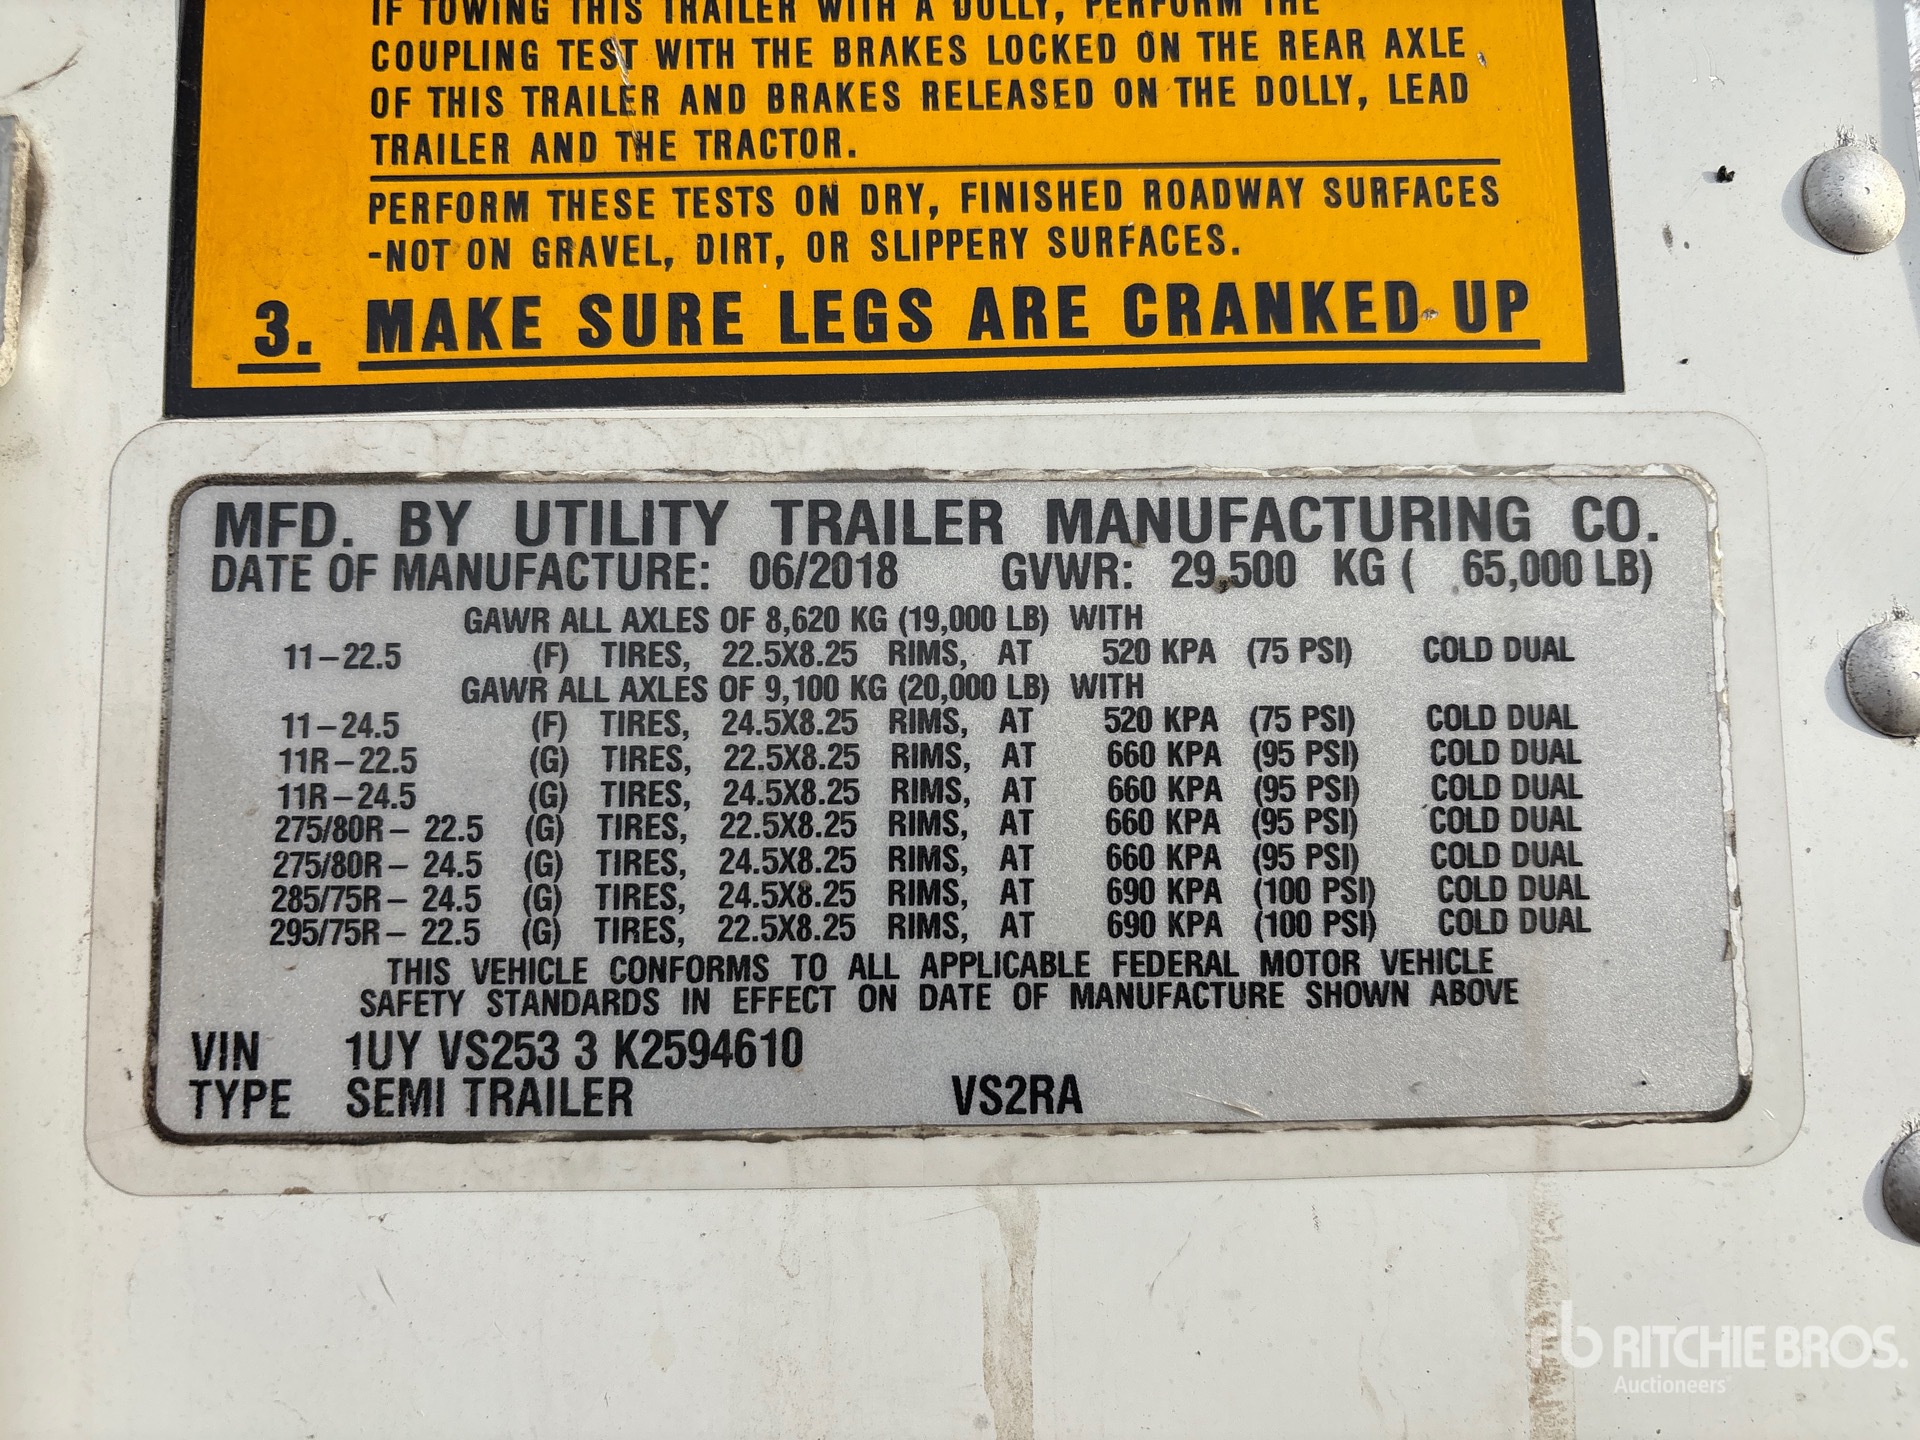 IF TOWING THIS TRAILER WITH A DOLLY, PERFORM THE
COUPLING TEST WITH THE BRAKES LOCKED ON THE REAR AXLE
OF THIS TRAILER AND BRAKES RELEASED ON THE DOLLY, LEAD
TRAILER AND THE TRACTOR.
PERFORM THESE TESTS ON DRY, FINISHED ROADWAY SURFACES
-NOT ON GRAVEL, DIRT, OR SLIPPERY SURFACES.
3. MAKE SURE LEGS ARE CRANKED UP
MFD. BY UTILITY TRAILER MANUFACTURING CO.
DATE OF MANUFACTURE: 06/2018 GVWR: 29,500 KG ( 65,000 LB)
GAWR ALL AXLES OF 8,620 KG (19,000 LB) WITH
11-22.5 (F) TIRES, 22.5X8.25 RIMS, AT 520 KPA (75 PSI) COLD DUAL
GAWR ALL AXLES OF 9,100 KG (20,000 LB) WITH
11-24.5 (F) TIRES, 24.5X8.25 RIMS, AT 520 KPA (75 PSI) COLD DUAL
11R-22.5 (G) TIRES, 22.5X8.25 RIMS, AT 660 KPA (95 PSI) COLD DUAL
11R-24.5 (G) TIRES, 24.5X8.25 RIMS, AT 660 KPA (95 PSI) COLD DUAL
275/80R- 22.5 (G) TIRES, 22.5X8.25 RIMS, AT 660 KPA (95 PSI) COLD DUAL
275/80R- 24.5 (G) TIRES, 24.5X8.25 RIMS, AT 660 KPA (95 PSI) COLD DUAL
285/75R- 24.5 (G) TIRES, 24.5X8.25 RIMS, AT 690 KPA (100 PSI) COLD DUAL
295/75R- 22.5 (G) TIRES, 22.5X8.25 RIMS, AT 690 KPA (100 PSI) COLD DUAL
THIS VEHICLE CONFORMS TO ALL APPLICABLE FEDERAL MOTOR VEHICLE
SAFETY STANDARDS IN EFFECT ON DATE OF MANUFACTURE SHOWN ABOVE
VIN 1UY VS253 3 K2594610
TYPE SEMI TRAILER VS2RA
rb RITCHIE BROS.
Auctioneers